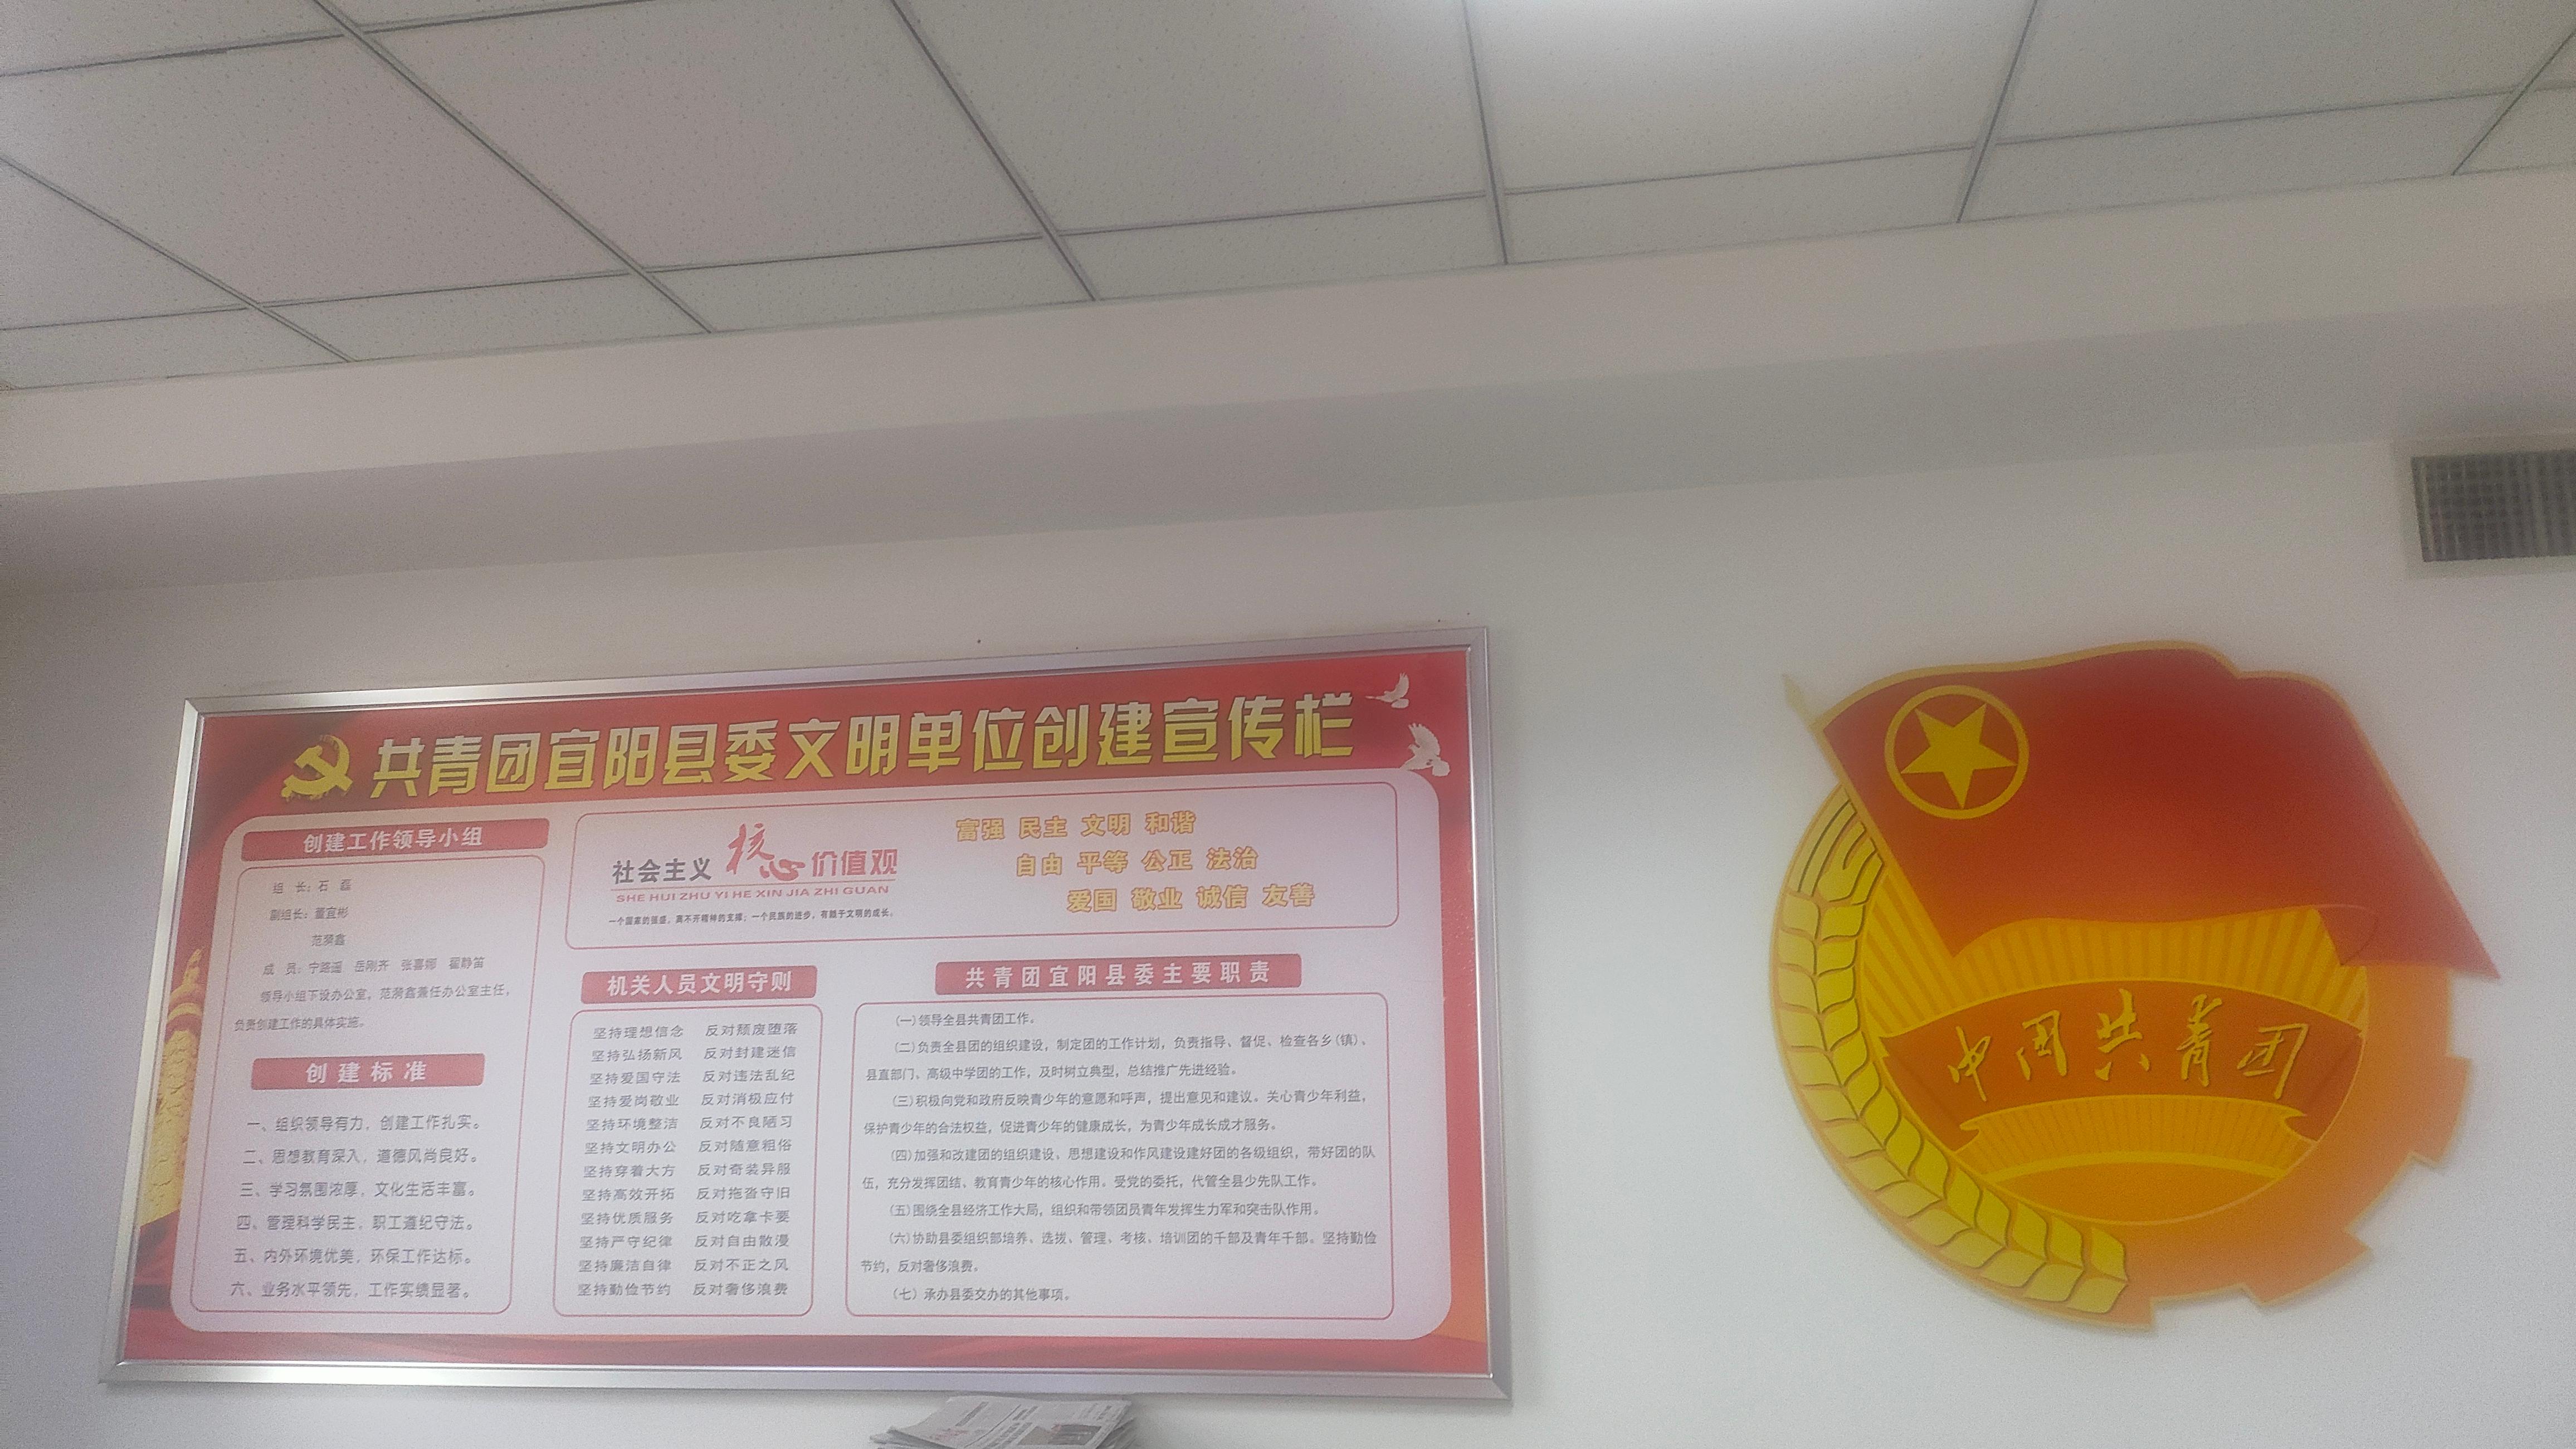 共青团宜阳县委文明单位创建宣传栏
创建工作领导小组
组 长：石 磊
副组长：董宜彬
范漪鑫
成 员：宁路遥 岳刚齐 张喜娜 翟静笛
领导小组下设办公室，范漪鑫兼任办公室主任，
负责创建工作的具体实施。
创建标准
一、组织领导有力，创建工作扎实。
二、思想教育深入，道德风尚良好。
三、学习氛围浓厚，文化生活丰富。
四、管理科学民主，职工遵纪守法。
五、内外环境优美，环保工作达标。
六、业务水平领先，工作实绩显著。
社会主义核心价值观
SHE HUI ZHU YI HE XIN JIA ZHI GUAN
一个国家的强盛，离不开精神的支撑；一个民族的进步，有赖于文明的成长。
富强 民主 文明 和谐
自由 平等 公正 法治
爱国 敬业 诚信 友善
机关人员文明守则
坚持理想信念 反对颓废堕落
坚持弘扬新风 反对封建迷信
坚持爱国守法 反对违法乱纪
坚持爱岗敬业 反对消极应付
坚持环境整洁 反对不良陋习
坚持文明办公 反对随意粗俗
坚持穿着大方 反对奇装异服
坚持高效开拓 反对拖沓守旧
坚持优质服务 反对吃拿卡要
坚持严守纪律 反对自由散漫
坚持廉洁自律 反对不正之风
坚持勤俭节约 反对奢侈浪费
共青团宜阳县委主要职责
（一）领导全县共青团工作。
（二）负责全县团的组织建设，制定团的工作计划，负责指导、督促、检查各乡（镇）、
县直部门、高级中学团的工作，及时树立典型，总结推广先进经验。
（三）积极向党和政府反映青少年的意愿和呼声，提出意见和建议。关心青少年利益，
保护青少年的合法权益，促进青少年的健康成长，为青少年成长成才服务。
（四）加强和改建团的组织建设、思想建设和作风建设建好团的各级组织，带好团的队
伍，充分发挥团结、教育青少年的核心作用。受党的委托，代管全县少先队工作。
（五）围绕全县经济工作大局，组织和带领团员青年发挥生力军和突击队作用。
（六）协助县委组织部培养、选拔、管理、考核、培训团的干部及青年干部。坚持勤俭
节约，反对奢侈浪费。
（七）承办县委交办的其他事项。
中国共青团